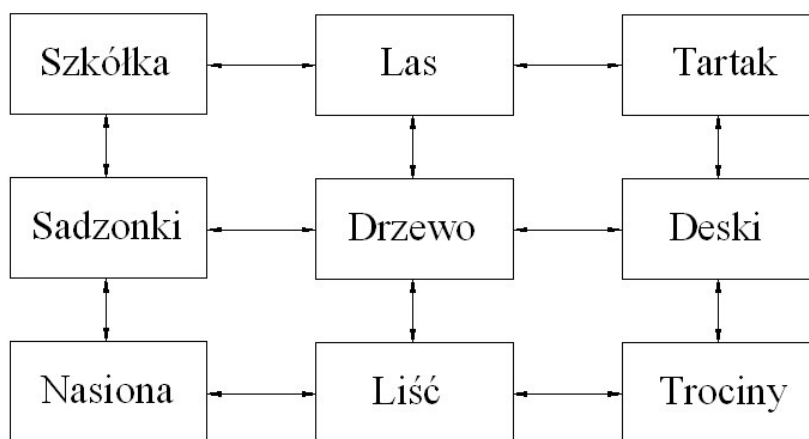 Szkółka
Las
Tartak
Sadzonki
Drzewo
Deski
Nasiona
Liść
Trociny